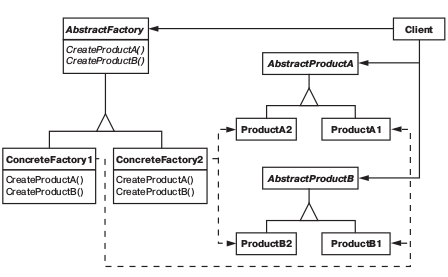 AbstractFactory
CreateProductA()
CreateProductB()
Client
AbstractProductA
ProductA2
ProductA1
ConcreteFactory1
CreateProductA()
CreateProductB()
ConcreteFactory2
CreateProductA()
CreateProductB()
AbstractProductB
ProductB2
ProductB1